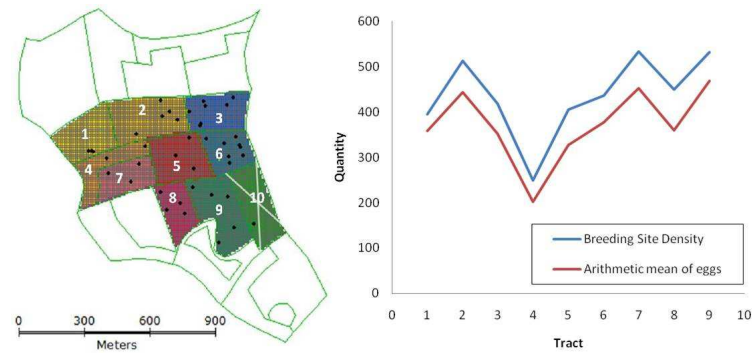 1
2
3
4
5
6
7
8
9
10
0 300 600 900
Meters
Quantity
600
500
400
300
200
100
0
0 1 2 3 4 5 6 7 8 9 10
Tract
Breeding Site Density
Arithmetic mean of eggs